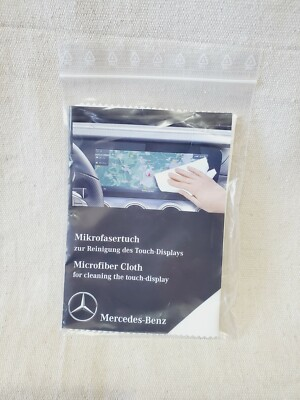 Mikrofasertuch
zur Reinigung des Touch-Displays
Microfiber Cloth
for cleaning the touch-display
Mercedes-Benz